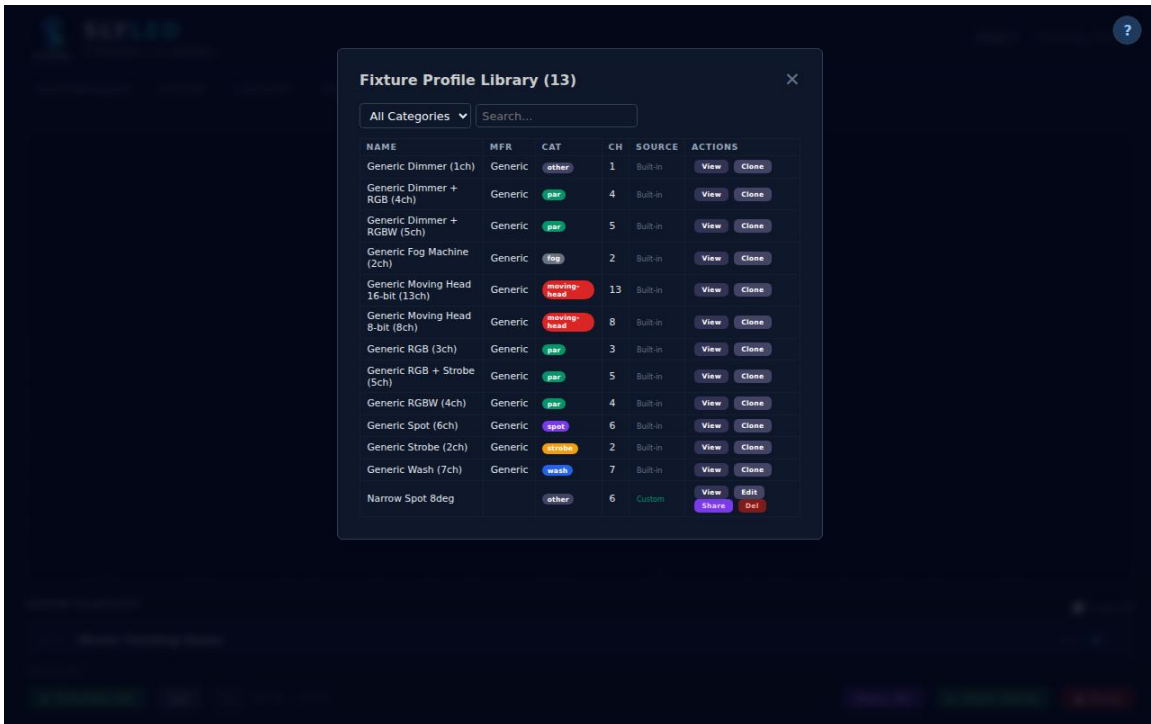 SLYLED
?
Fixture Profile Library (13)
×
All Categories
Search...
NAME MFR CAT CH SOURCE ACTIONS
Generic Dimmer (1ch) Generic other 1 Built-in View Clone
Generic Dimmer +
RGB (4ch) Generic par 4 Built-in View Clone
Generic Dimmer +
RGBW (5ch) Generic par 5 Built-in View Clone
Generic Fog Machine
(2ch) Generic fog 2 Built-in View Clone
Generic Moving Head
16-bit (13ch) Generic moving-
head 13 Built-in View Clone
Generic Moving Head
8-bit (8ch) Generic moving-
head 8 Built-in View Clone
Generic RGB (3ch) Generic par 3 Built-in View Clone
Generic RGB + Strobe
(5ch) Generic par 5 Built-in View Clone
Generic RGBW (4ch) Generic par 4 Built-in View Clone
Generic Spot (6ch) Generic spot 6 Built-in View Clone
Generic Strobe (2ch) Generic strobe 2 Built-in View Clone
Generic Wash (7ch) Generic wash 7 Built-in View Clone
Narrow Spot 8deg other 6 Custom View Edit
Share Del